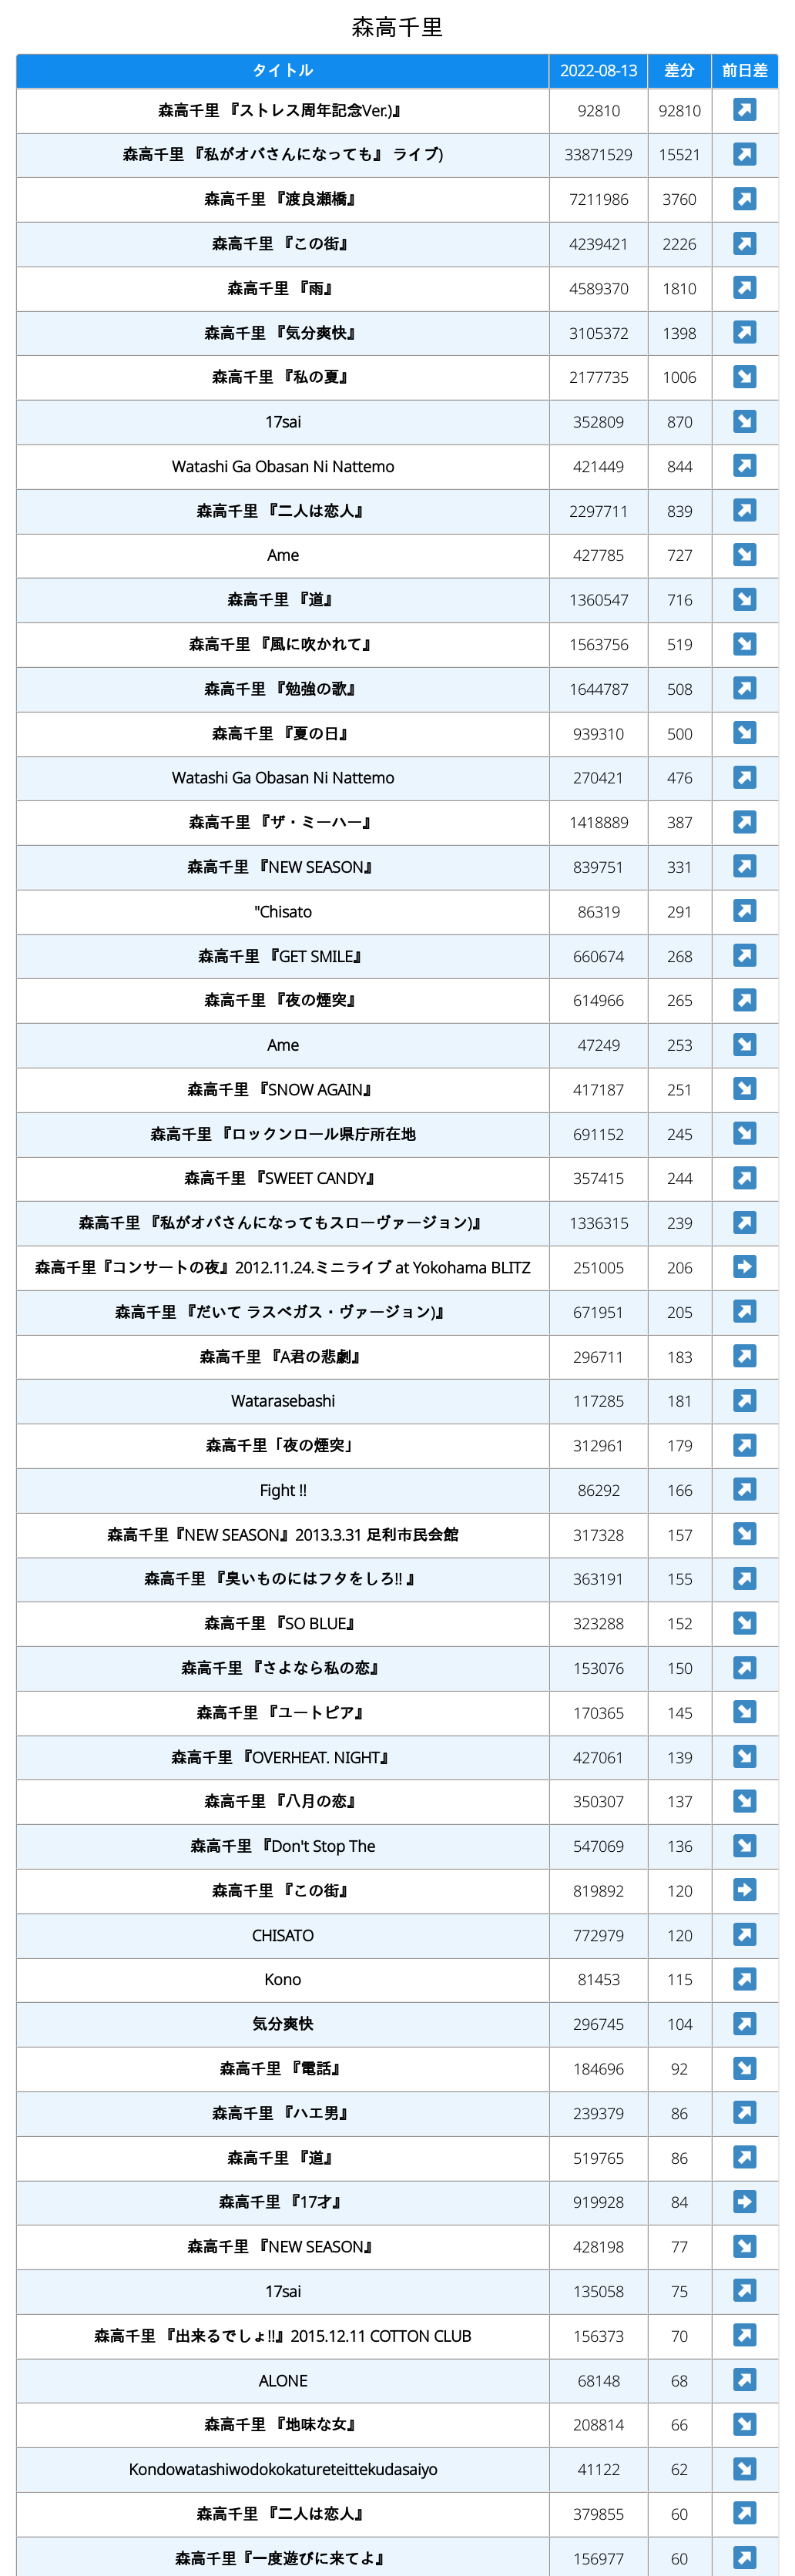 森高千里
タイトル 2022-08-13 差分 前日差
森高千里 『ストレス周年記念Ver.)』 92810 92810
森高千里 『私がオバさんになっても』 ライブ) 33871529 15521
森高千里 『渡良瀬橋』 7211986 3760
森高千里 『この街』 4239421 2226
森高千里 『雨』 4589370 1810
森高千里 『気分爽快』 3105372 1398
森高千里 『私の夏』 2177735 1006
17sai 352809 870
Watashi Ga Obasan Ni Nattemo 421449 844
森高千里 『二人は恋人』 2297711 839
Ame 427785 727
森高千里 『道』 1360547 716
森高千里 『風に吹かれて』 1563756 519
森高千里 『勉強の歌』 1644787 508
森高千里 『夏の日』 939310 500
Watashi Ga Obasan Ni Nattemo 270421 476
森高千里 『ザ・ミーハー』 1418889 387
森高千里 『NEW SEASON』 839751 331
"Chisato 86319 291
森高千里 『GET SMILE』 660674 268
森高千里 『夜の煙突』 614966 265
Ame 47249 253
森高千里 『SNOW AGAIN』 417187 251
森高千里 『ロックンロール県庁所在地 691152 245
森高千里 『SWEET CANDY』 357415 244
森高千里 『私がオバさんになってもスローヴァージョン)』 1336315 239
森高千里『コンサートの夜』2012.11.24.ミニライブ at Yokohama BLITZ 251005 206
森高千里 『だいて ラスベガス・ヴァージョン)』 671951 205
森高千里 『A君の悲劇』 296711 183
Watarasebashi 117285 181
森高千里「夜の煙突」 312961 179
Fight !! 86292 166
森高千里『NEW SEASON』2013.3.31 足利市民会館 317328 157
森高千里 『臭いものにはフタをしろ!! 』 363191 155
森高千里 『SO BLUE』 323288 152
森高千里 『さよなら私の恋』 153076 150
森高千里 『ユートピア』 170365 145
森高千里 『OVERHEAT. NIGHT』 427061 139
森高千里 『八月の恋』 350307 137
森高千里 『Don't Stop The 547069 136
森高千里 『この街』 819892 120
CHISATO 772979 120
Kono 81453 115
気分爽快 296745 104
森高千里 『電話』 184696 92
森高千里 『ハエ男』 239379 86
森高千里 『道』 519765 86
森高千里 『17才』 919928 84
森高千里 『NEW SEASON』 428198 77
17sai 135058 75
森高千里 『出来るでしょ!!』2015.12.11 COTTON CLUB 156373 70
ALONE 68148 68
森高千里 『地味な女』 208814 66
Kondowatashiwodokokatureteittekudasaiyo 41122 62
森高千里 『二人は恋人』 379855 60
森高千里『一度遊びに来てよ』 156977 60